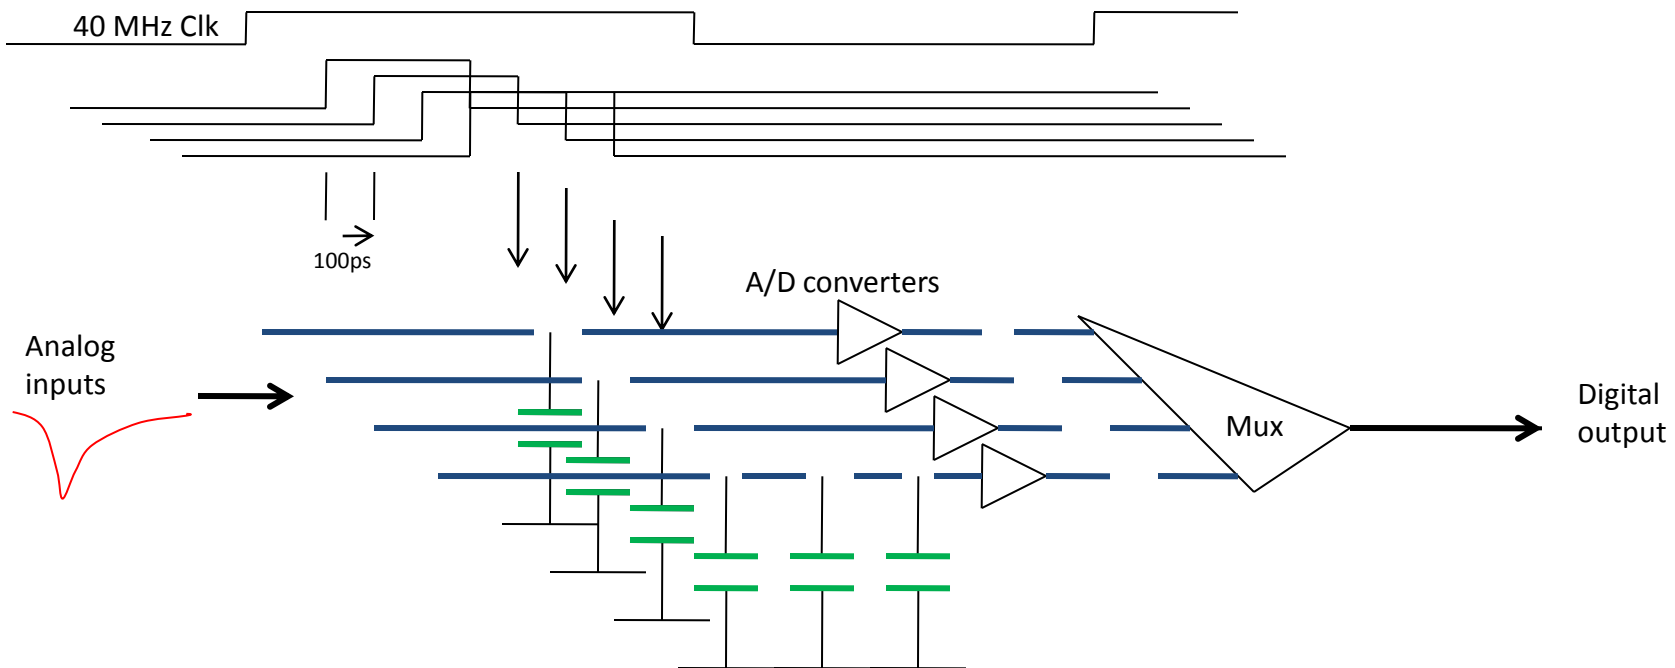 40 MHz Clk
100ps
A/D converters
Analog
inputs
Mux
Digital
output